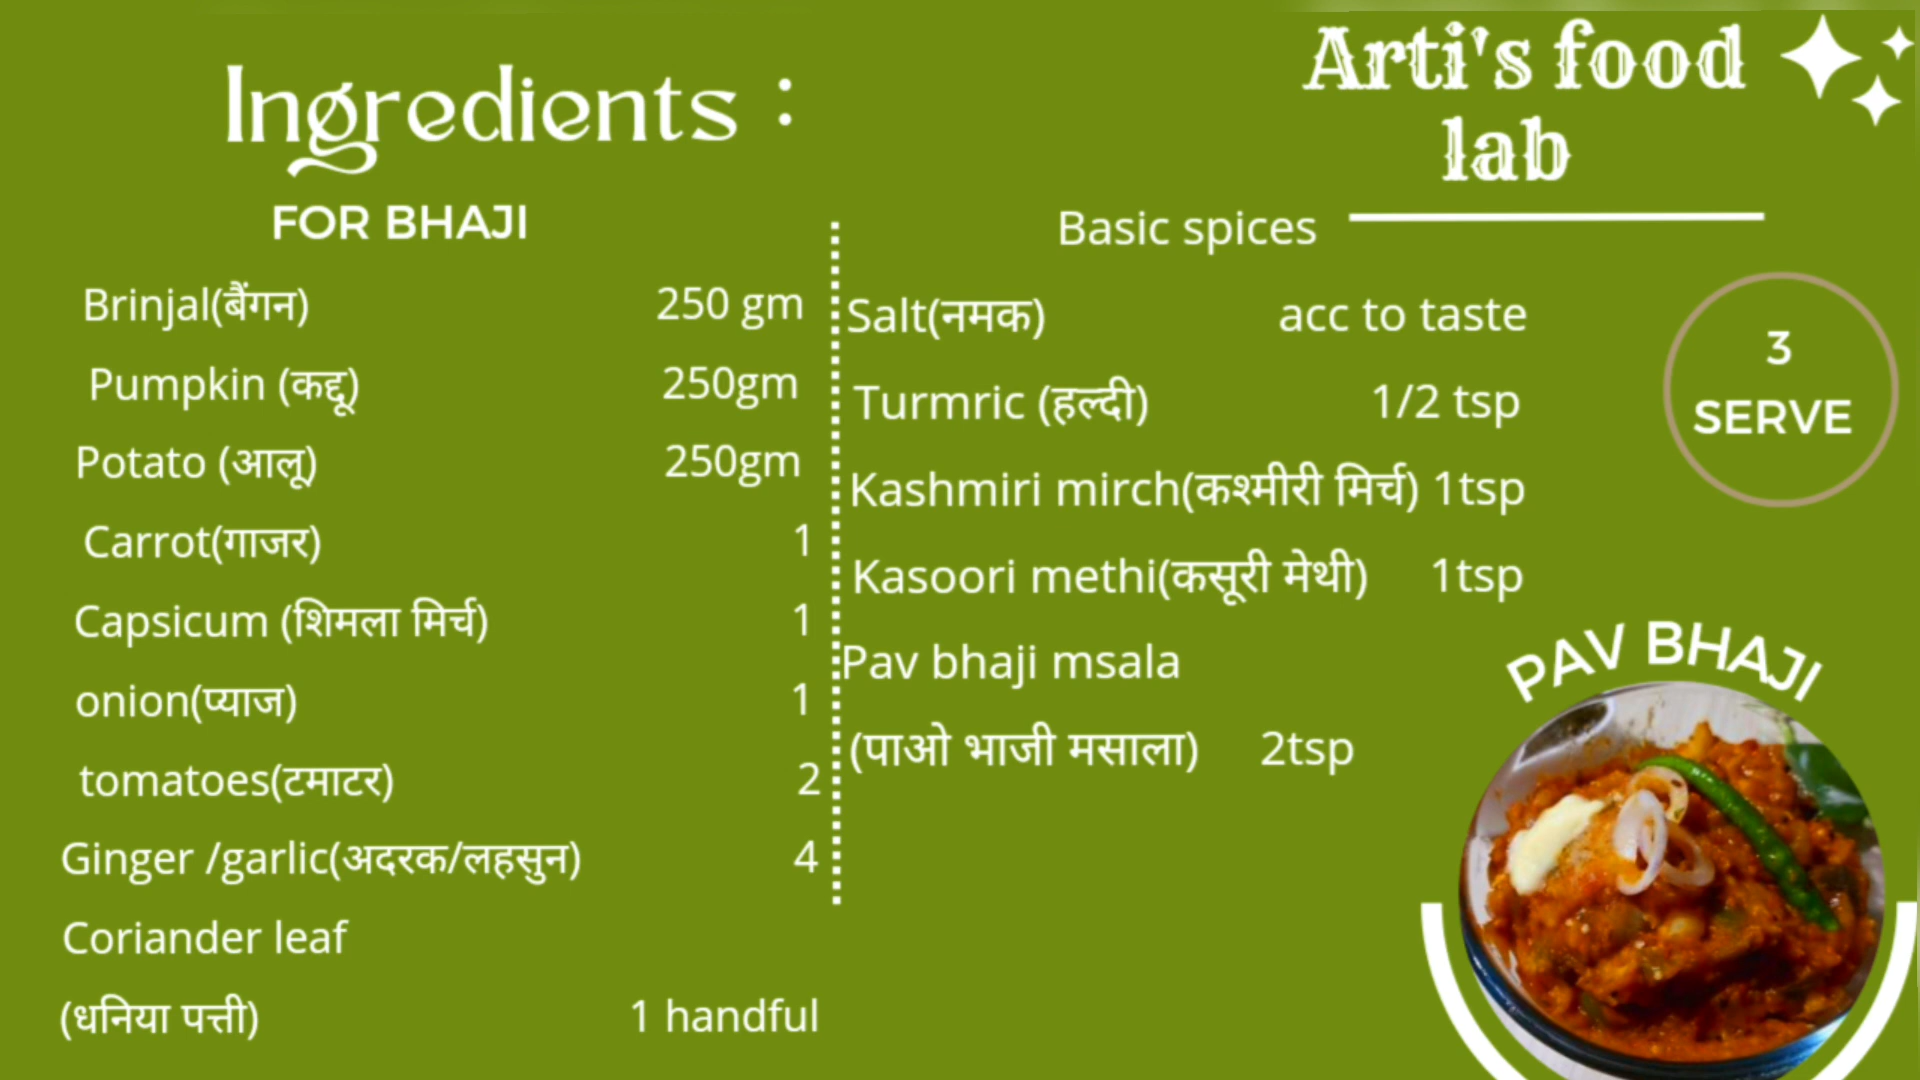 Ingredients :
Arti's food
lab
FOR BHAJI
Brinjal(बैंगन) 250 gm
Pumpkin (कद्दू) 250gm
Potato (आलू) 250gm
Carrot(गाजर) 1
Capsicum (शिमला मिर्च) 1
onion(प्याज) 1
tomatoes(टमाटर) 2
Ginger /garlic(अदरक/लहसुन) 4
Coriander leaf
(धनिया पत्ती) 1 handful
Basic spices
Salt(नमक) acc to taste
Turmric (हल्दी) 1/2 tsp
Kashmiri mirch(कश्मीरी मिर्च) 1tsp
Kasoori methi(कसूरी मेथी) 1tsp
Pav bhaji msala
(पाओ भाजी मसाला) 2tsp
3
SERVE
PAV BHAJI